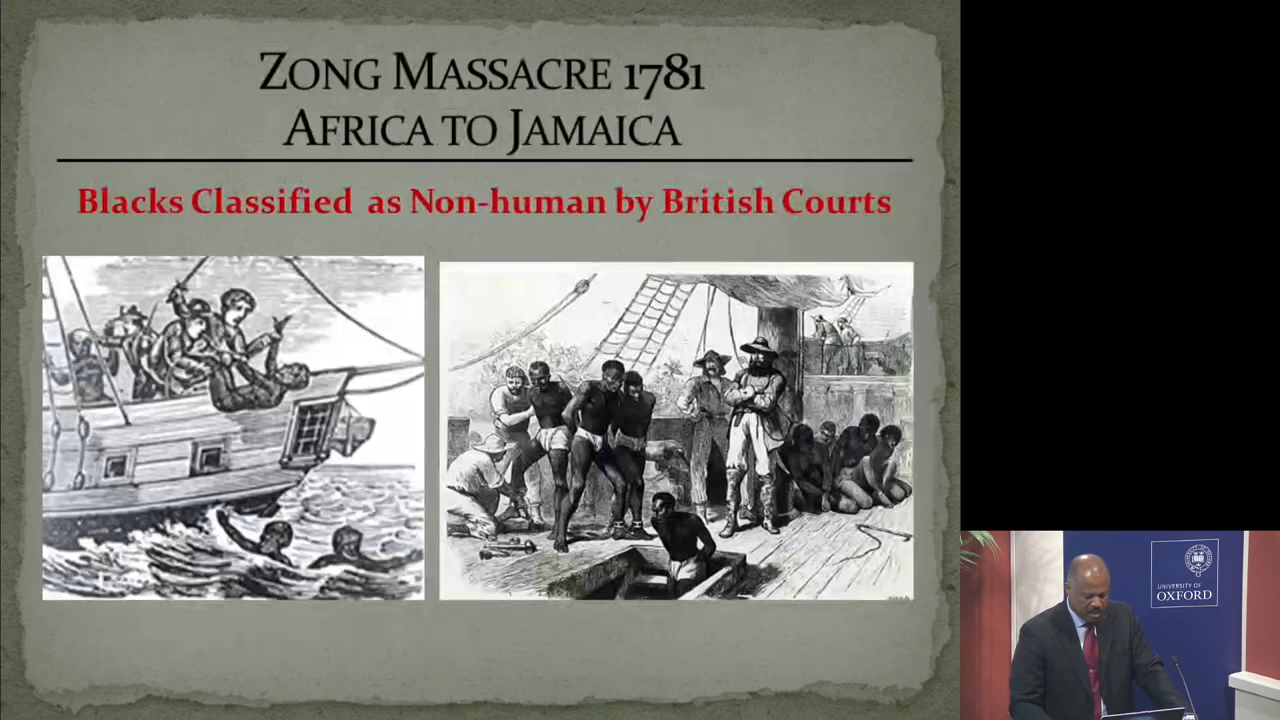 ZONG MASSACRE 1781
AFRICA TO JAMAICA
Blacks Classified as Non-human by British Courts
UNIVERSITY OF
OXFORD